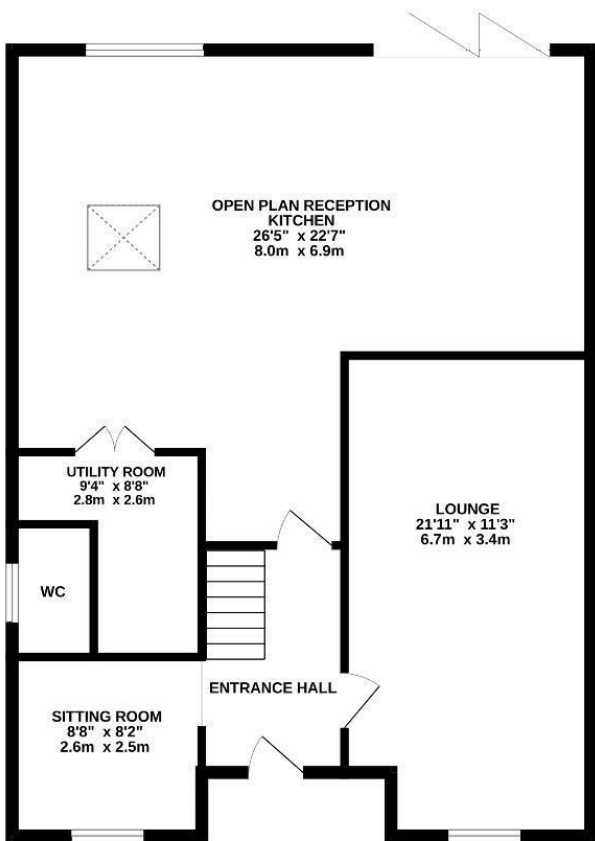 OPEN PLAN RECEPTION
KITCHEN
26'5" x 22'7"
8.0m x 6.9m
UTILITY ROOM
9'4" x 8'8"
2.8m x 2.6m
LOUNGE
21'11" x 11'3"
6.7m x 3.4m
WC
ENTRANCE HALL
SITTING ROOM
8'8" x 8'2"
2.6m x 2.5m